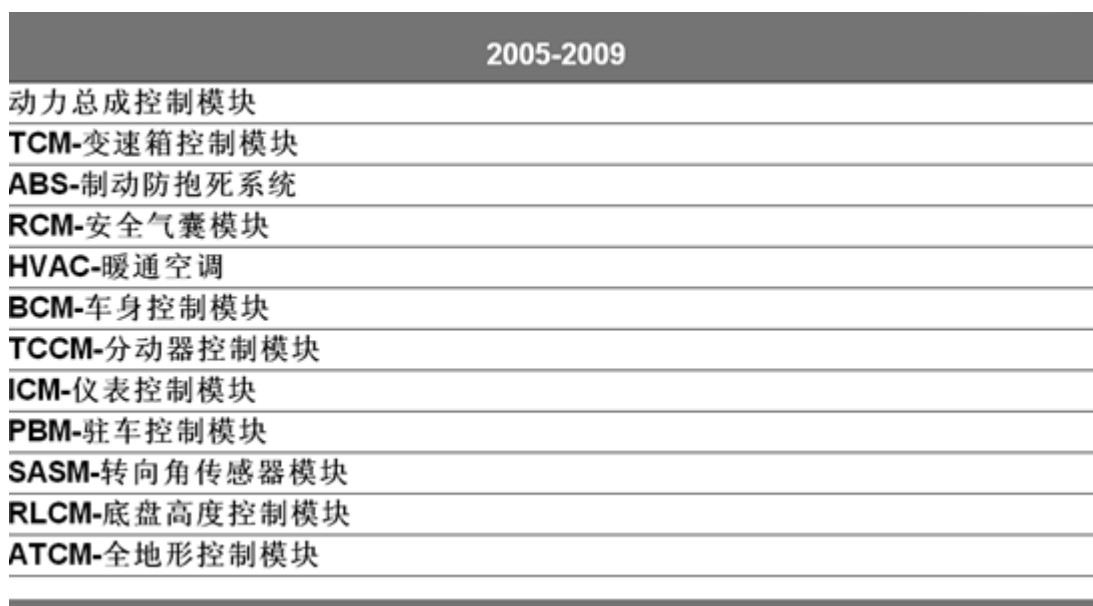 2005-2009
动力总成控制模块
TCM-变速箱控制模块
ABS-制动防抱死系统
RCM-安全气囊模块
HVAC-暖通空调
BCM-车身控制模块
TCCM-分动器控制模块
ICM-仪表控制模块
PBM-驻车控制模块
SASM-转向角传感器模块
RLCM-底盘高度控制模块
ATCM-全地形控制模块